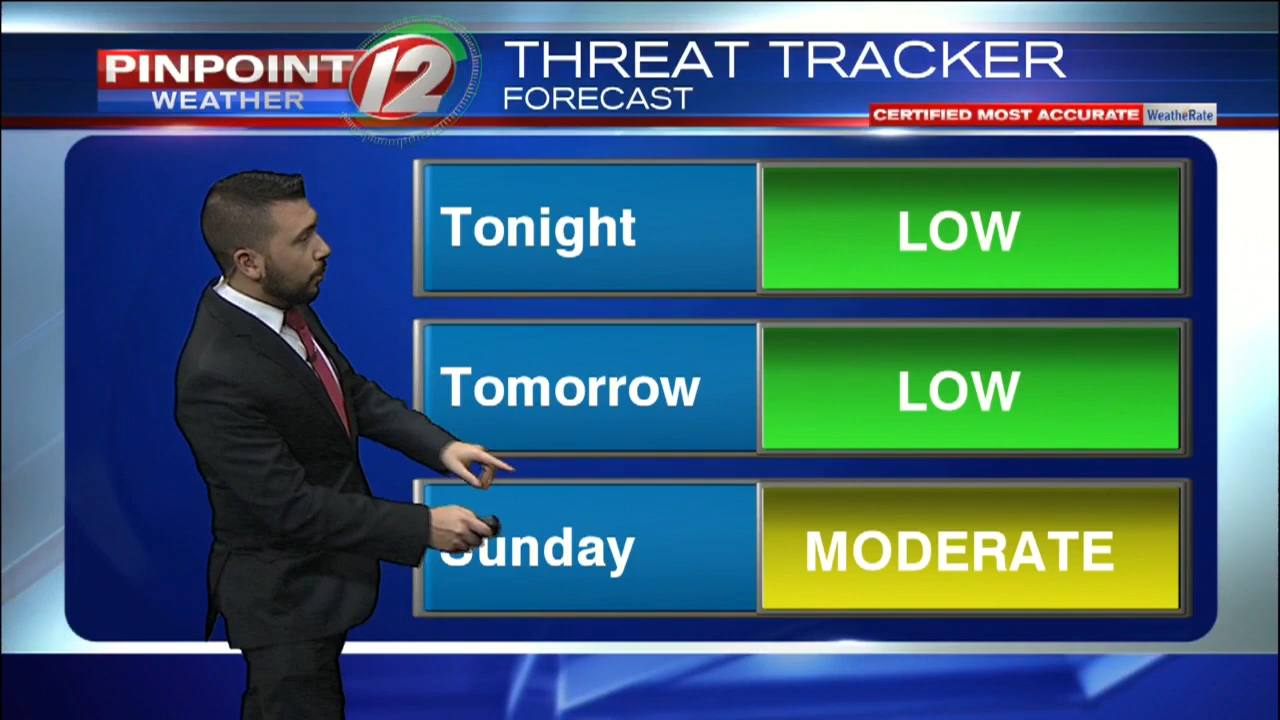 PINPOINT 12
WEATHER
THREAT TRACKER
FORECAST
CERTIFIED MOST ACCURATE WeatheRate
Tonight LOW
Tomorrow LOW
Sunday MODERATE